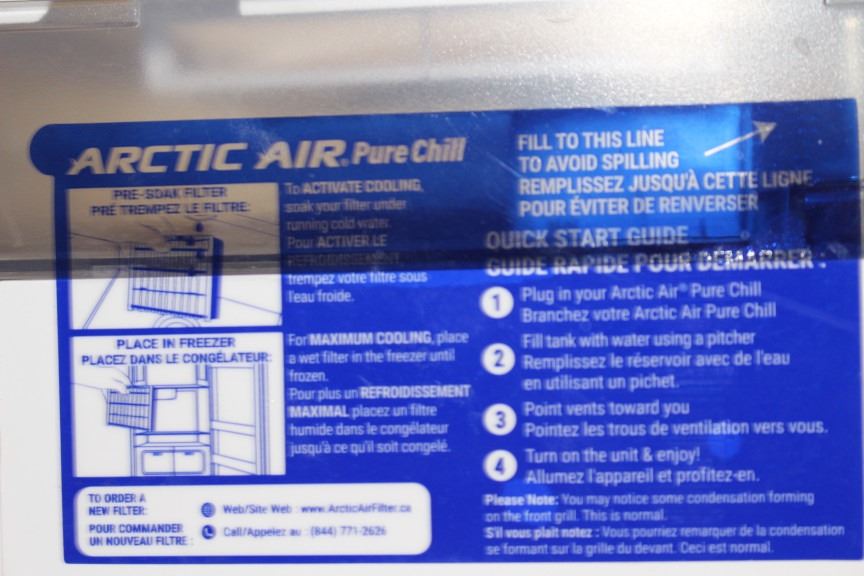 ARCTIC AIR® Pure Chill
PRE-SOAK FILTER
PRÉ TREMPEZ LE FILTRE:
To ACTIVATE COOLING,
soak your filter under
running cold water.
Pour ACTIVER LE
REFROIDISSEMENT
trempez votre filtre sous
l'eau froide.
PLACE IN FREEZER
PLACEZ DANS LE CONGÉLATEUR:
For MAXIMUM COOLING, place
a wet filter in the freezer until
frozen.
Pour plus un REFROIDISSEMENT
MAXIMAL placez un filtre
humide dans le congélateur
jusqu'à ce qu'il soit congelé.
TO ORDER A
NEW FILTER:
POUR COMMANDER
UN NOUVEAU FILTRE :
Web/Site Web : www.ArcticAirFilter.ca
Call/Appelez au : (844) 771-2626
FILL TO THIS LINE
TO AVOID SPILLING
REMPLISSEZ JUSQU'À CETTE LIGNE
POUR ÉVITER DE RENVERSER
QUICK START GUIDE
GUIDE RAPIDE POUR DÉMARRER :
1 Plug in your Arctic Air® Pure Chill
Branchez votre Arctic Air Pure Chill
2 Fill tank with water using a pitcher
Remplissez le réservoir avec de l'eau
en utilisant un pichet.
3 Point vents toward you
Pointez les trous de ventilation vers vous.
4 Turn on the unit & enjoy!
Allumez l'appareil et profitez-en.
Please Note: You may notice some condensation forming
on the front grill. This is normal.
S'il vous plaît notez : Vous pourriez remarquer de la condensation
se formant sur la grille du devant. Ceci est normal.